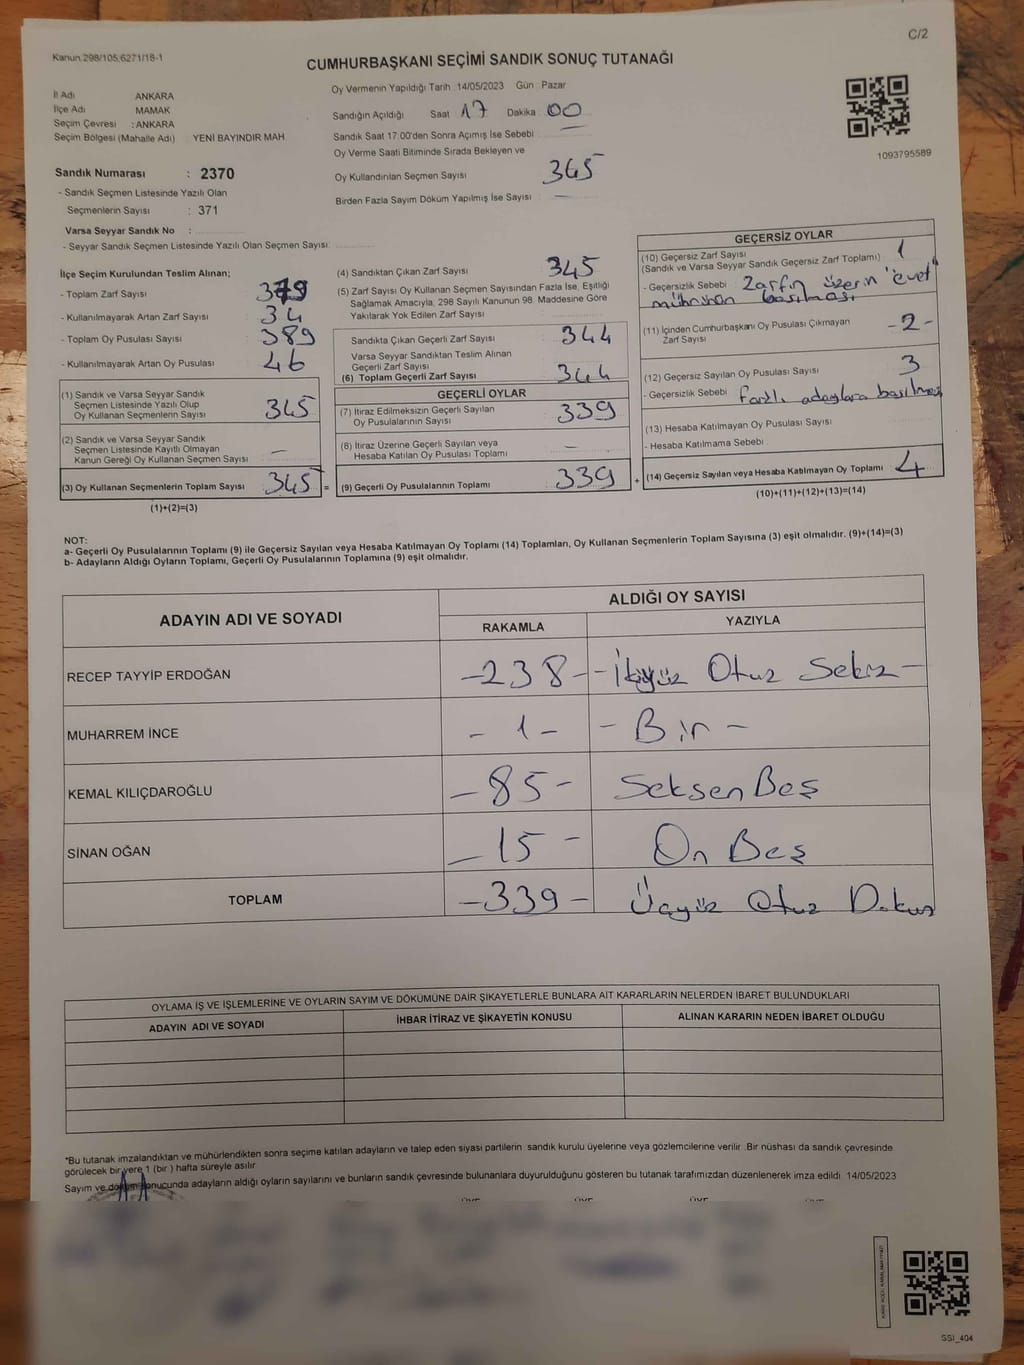 Kanun.298/105,6271/18-1
C/2
CUMHURBAŞKANI SEÇİMİ SANDIK SONUÇ TUTANAĞI
İl Adı ANKARA
İlçe Adı MAMAK
Seçim Çevresi : ANKARA
Seçim Bölgesi (Mahalle Adı) YENİ BAYINDIR MAH
Sandık Numarası : 2370
- Sandık Seçmen Listesinde Yazılı Olan
Seçmenlerin Sayısı : 371
Varsa Seyyar Sandık No :
- Seyyar Sandık Seçmen Listesinde Yazılı Olan Seçmen Sayısı:
Oy Vermenin Yapıldığı Tarih 14/05/2023 Gün : Pazar
Sandığın Açıldığı Saat 17 Dakika 00
Sandık Saat 17:00'den Sonra Açımış İse Sebebi
Oy Verme Saati Bitiminde Sırada Bekleyen ve
Oy Kullandırılan Seçmen Sayısı 345
Birden Fazla Sayım Döküm Yapılmış İse Sayısı : —
1093795589
İlçe Seçim Kurulundan Teslim Alınan;
- Toplam Zarf Sayısı
- Kullanılmayarak Artan Zarf Sayısı 34
- Toplam Oy Pusulası Sayısı 389
- Kullanılmayarak Artan Oy Pusulası 46
(1) Sandık ve Varsa Seyyar Sandık
Seçmen Listesinde Yazılı Olup
Oy Kullanan Seçmenlerin Sayısı 345
(2) Sandık ve Varsa Seyyar Sandık
Seçmen Listesinde Kayıtlı Olmayan
Kanun Gereği Oy Kullanan Seçmen Sayısı —
(3) Oy Kullanan Seçmenlerin Toplam Sayısı 345 =
(1)+(2)=(3)
(4) Sandıktan Çıkan Zarf Sayısı 345
(5) Zarf Sayısı Oy Kullanan Seçmen Sayısından Fazla İse, Eşitliği
Sağlamak Amacıyla, 298 Sayılı Kanunun 98. Maddesine Göre
Yakılarak Yok Edilen Zarf Sayısı :
Sandıkta Çıkan Geçerli Zarf Sayısı 344
Varsa Seyyar Sandıktan Teslim Alınan
Geçerli Zarf Sayısı
(6) Toplam Geçerli Zarf Sayısı 344
GEÇERLİ OYLAR
(7) İtiraz Edilmeksizin Geçerli Sayılan
Oy Pusulalarının Sayısı 339
(8) İtiraz Üzerine Geçerli Sayılan veya
Hesaba Katılan Oy Pusulası Toplamı —
(9) Geçerli Oy Pusulalarının Toplamı 339 +
GEÇERSİZ OYLAR
(10) Geçersiz Zarf Sayısı 1
(Sandık ve Varsa Seyyar Sandık Geçersiz Zarf Toplamı) :
- Geçersizlik Sebebi Zarfın üzerin "evet"
mührünün basılması
(11) İçinden Cumhurbaşkanı Oy Pusulası Çıkmayan
Zarf Sayısı - 2 -
(12) Geçersiz Sayılan Oy Pusulası Sayısı 3
- Geçersizlik Sebebi farklı adaylara basılması
(13) Hesaba Katılmayan Oy Pusulası Sayısı :
- Hesaba Katılmama Sebebi
(14) Geçersiz Sayılan veya Hesaba Katılmayan Oy Toplamı 4
(10)+(11)+(12)+(13)=(14)
NOT:
a- Geçerli Oy Pusulalarının Toplamı (9) ile Geçersiz Sayılan veya Hesaba Katılmayan Oy Toplamı (14) Toplamları, Oy Kullanan Seçmenlerin Toplam Sayısına (3) eşit olmalıdır. (9)+(14)=(3)
b- Adayların Aldığı Oyların Toplamı, Geçerli Oy Pusulalarının Toplamına (9) eşit olmalıdır.
ADAYIN ADI VE SOYADI ALDIĞI OY SAYISI
RAKAMLA YAZIYLA
RECEP TAYYİP ERDOĞAN - 238 - - İkiyüz Otuz Sekiz -
MUHARREM İNCE - 1 - - Bir -
KEMAL KILIÇDAROĞLU - 85 - Seksen Beş
SİNAN OĞAN - 15 - On Beş
TOPLAM - 339 - Üçyüz Otuz Dokuz
OYLAMA İŞ VE İŞLEMLERİNE VE OYLARIN SAYIM VE DÖKÜMÜNE DAİR ŞİKAYETLERLE BUNLARA AİT KARARLARIN NELERDEN İBARET BULUNDUKLARI
ADAYIN ADI VE SOYADI İHBAR İTİRAZ VE ŞİKAYETİN KONUSU ALINAN KARARIN NEDEN İBARET OLDUĞU
*Bu tutanak imzalandıktan ve mühürlendikten sonra seçime katılan adayların ve talep eden siyasi partilerin sandık kurulu üyelerine veya gözlemcilerine verilir. Bir nüshası da sandık çevresinde
görülecek bir yere 1 (bir) hafta süreyle asılır
Sayım ve döküm sonucunda adayların aldığı oyların sayılarını ve bunların sandık çevresinde bulunanlara duyurulduğunu gösteren bu tutanak tarafımızdan düzenlenerek imza edildi 14/05/2023
SSİ_404